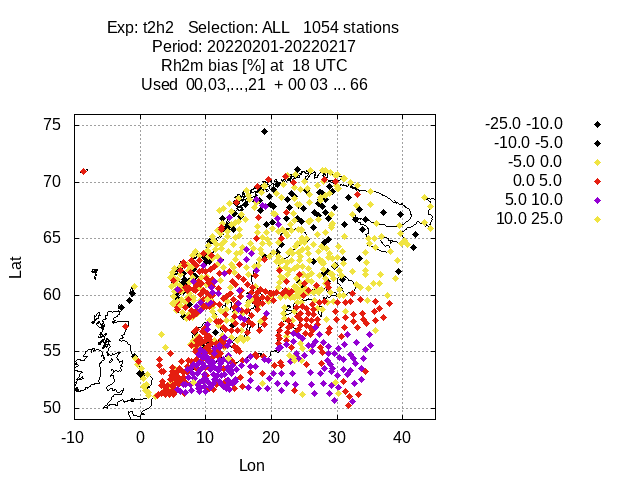 Exp: t2h2   Selection: ALL   1054 stations
Period: 20220201-20220217
Rh2m bias [%] at  18 UTC
Used  00,03,...,21  + 00 03 ... 66
-25.0 -10.0
-10.0 -5.0
-5.0 0.0
0.0 5.0
5.0 10.0
10.0 25.0
75
70
65
60
55
50
Lat
-10 0 10 20 30 40
Lon